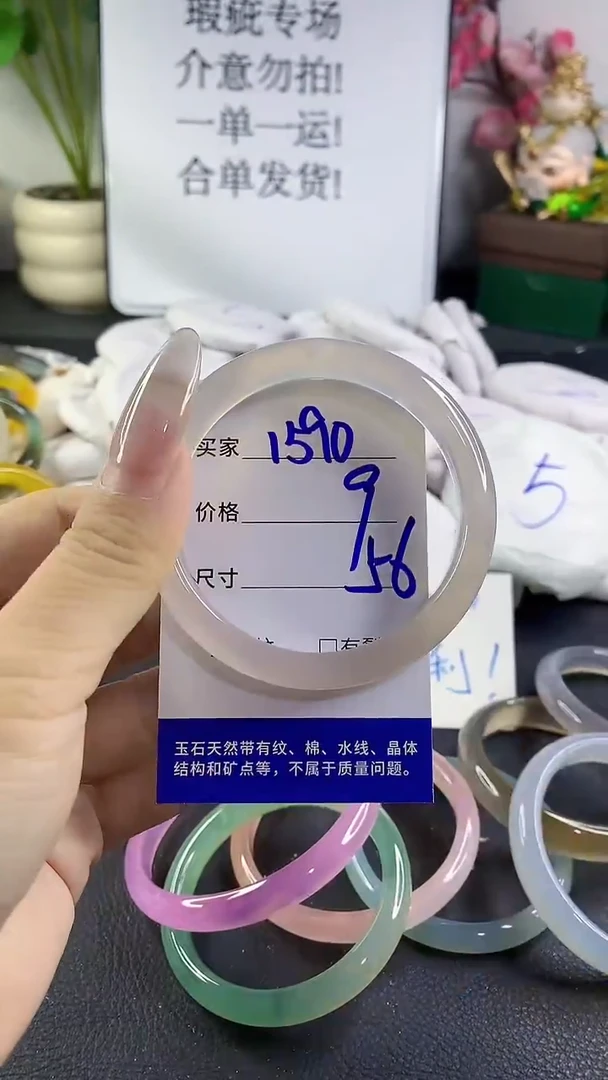 瑕疵专场
介意勿拍!
一单一运!
合单发货!
买家 1590
价格 9
尺寸 56
□有裂
5
利!
玉石天然带有纹、棉、水线、晶体
结构和矿点等，不属于质量问题。